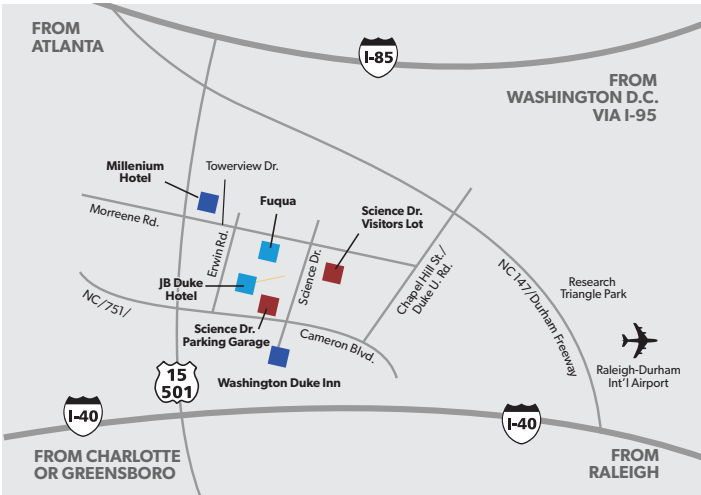 FROM
ATLANTA
I-85
FROM
WASHINGTON D.C.
VIA I-95
Millenium
Hotel
Towerview Dr.
Fuqua
Science Dr.
Visitors Lot
Morreene Rd.
Erwin Rd.
Science Dr.
Chapel Hill St./
Duke U. Rd.
NC 147/Durham Freeway
Research
Triangle Park
JB Duke
Hotel
NC/751/
Science Dr.
Parking Garage
Cameron Blvd.
Raleigh-Durham
Int'l Airport
Washington Duke Inn
15
501
I-40
I-40
FROM CHARLOTTE
OR GREENSBORO
FROM
RALEIGH